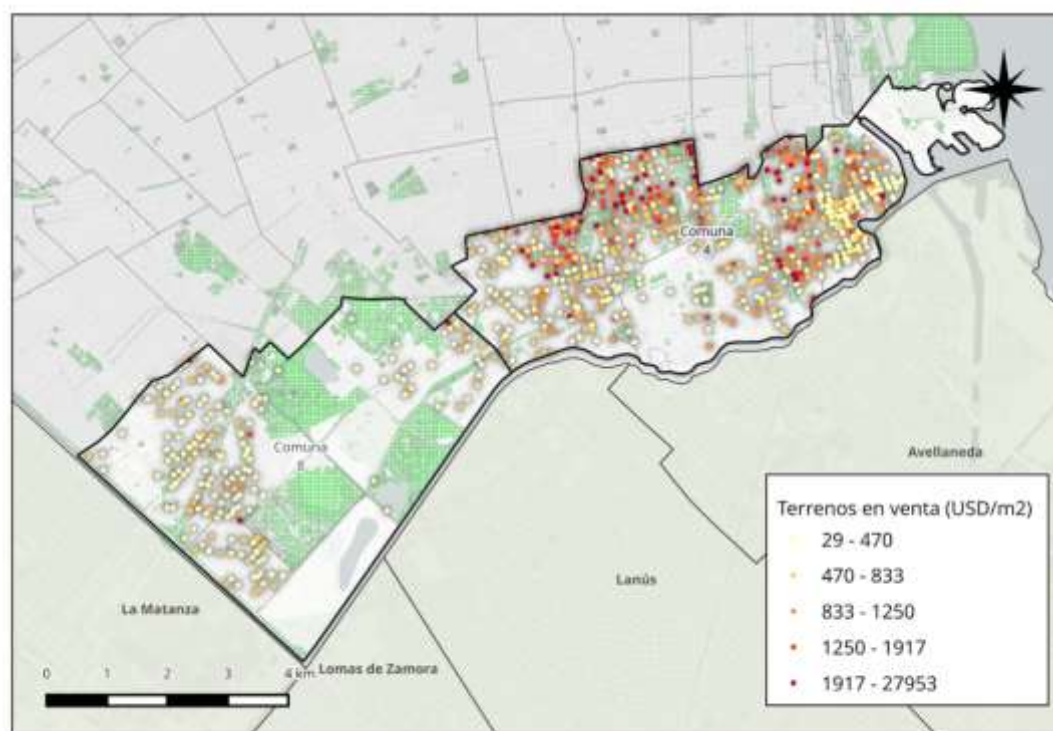 Comuna
4
Comuna
8
Avellaneda
Lanús
La Matanza
Lomas de Zamora
0 1 2 3 4 km
Terrenos en venta (USD/m2)
29 - 470
470 - 833
833 - 1250
1250 - 1917
1917 - 27953